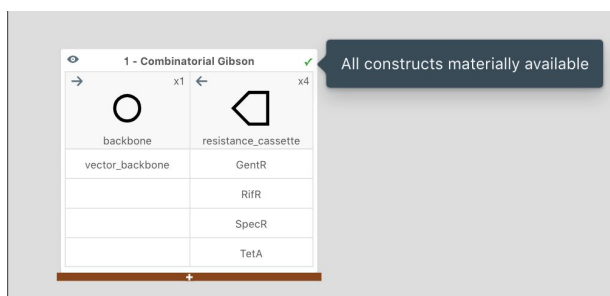 1 - Combinatorial Gibson ✓
All constructs materially available
x1
x4
backbone
resistance_cassette
vector_backbone
GentR
RifR
SpecR
TetA
+